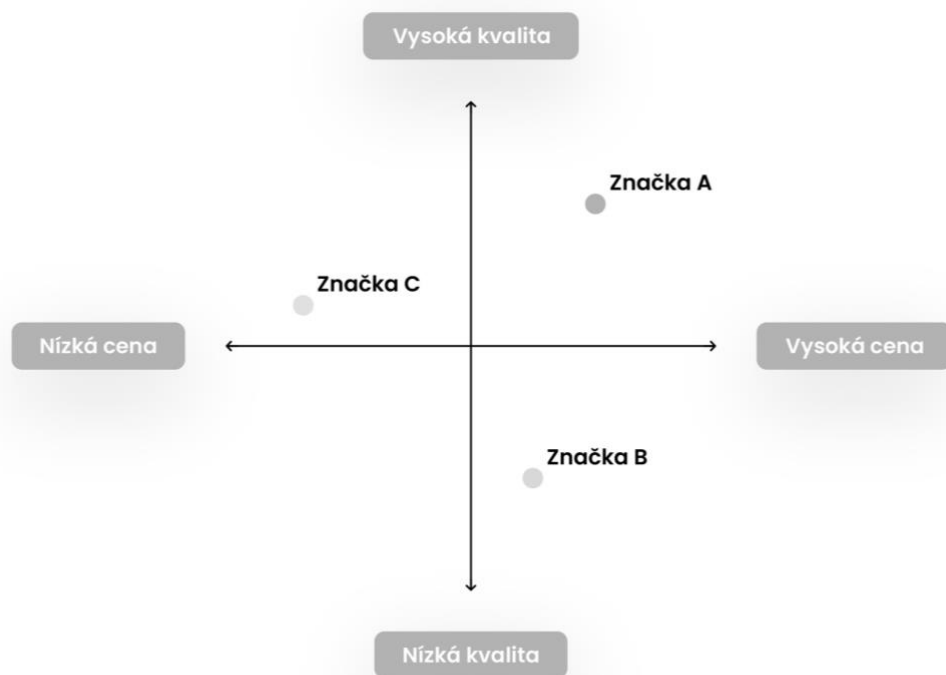 Vysoká kvalita
Značka A
Značka C
Nízká cena
Vysoká cena
Značka B
Nízká kvalita